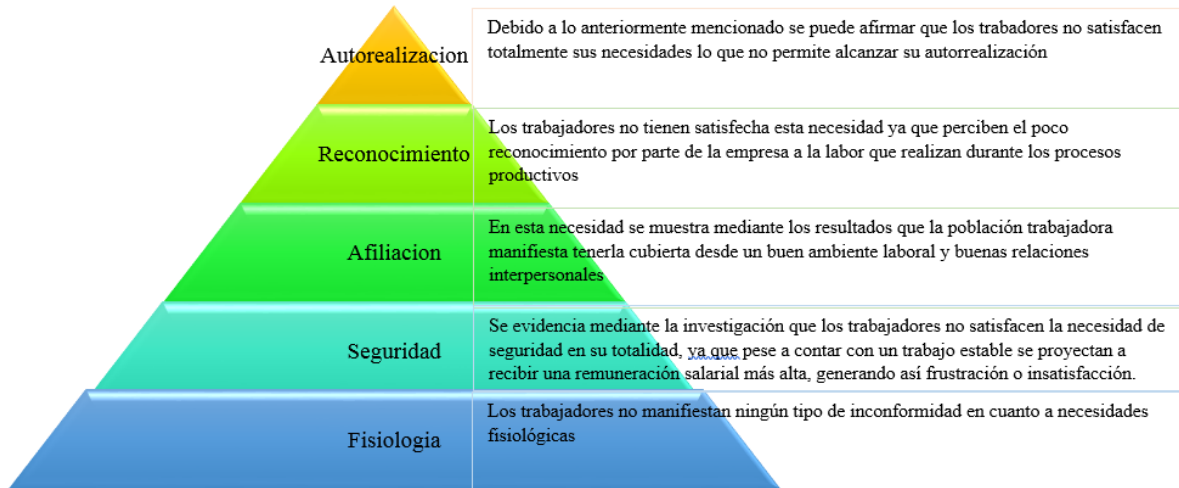 Autorealizacion
Debido a lo anteriormente mencionado se puede afirmar que los trabadores no satisfacen
totalmente sus necesidades lo que no permite alcanzar su autorrealización
Reconocimiento
Los trabajadores no tienen satisfecha esta necesidad ya que perciben el poco
reconocimiento por parte de la empresa a la labor que realizan durante los procesos
productivos
Afiliacion
En esta necesidad se muestra mediante los resultados que la población trabajadora
manifiesta tenerla cubierta desde un buen ambiente laboral y buenas relaciones
interpersonales
Seguridad
Se evidencia mediante la investigación que los trabajadores no satisfacen la necesidad de
seguridad en su totalidad, ya que pese a contar con un trabajo estable se proyectan a
recibir una remuneración salarial más alta, generando así frustración o insatisfacción.
Fisiologia
Los trabajadores no manifiestan ningún tipo de inconformidad en cuanto a necesidades
fisiológicas